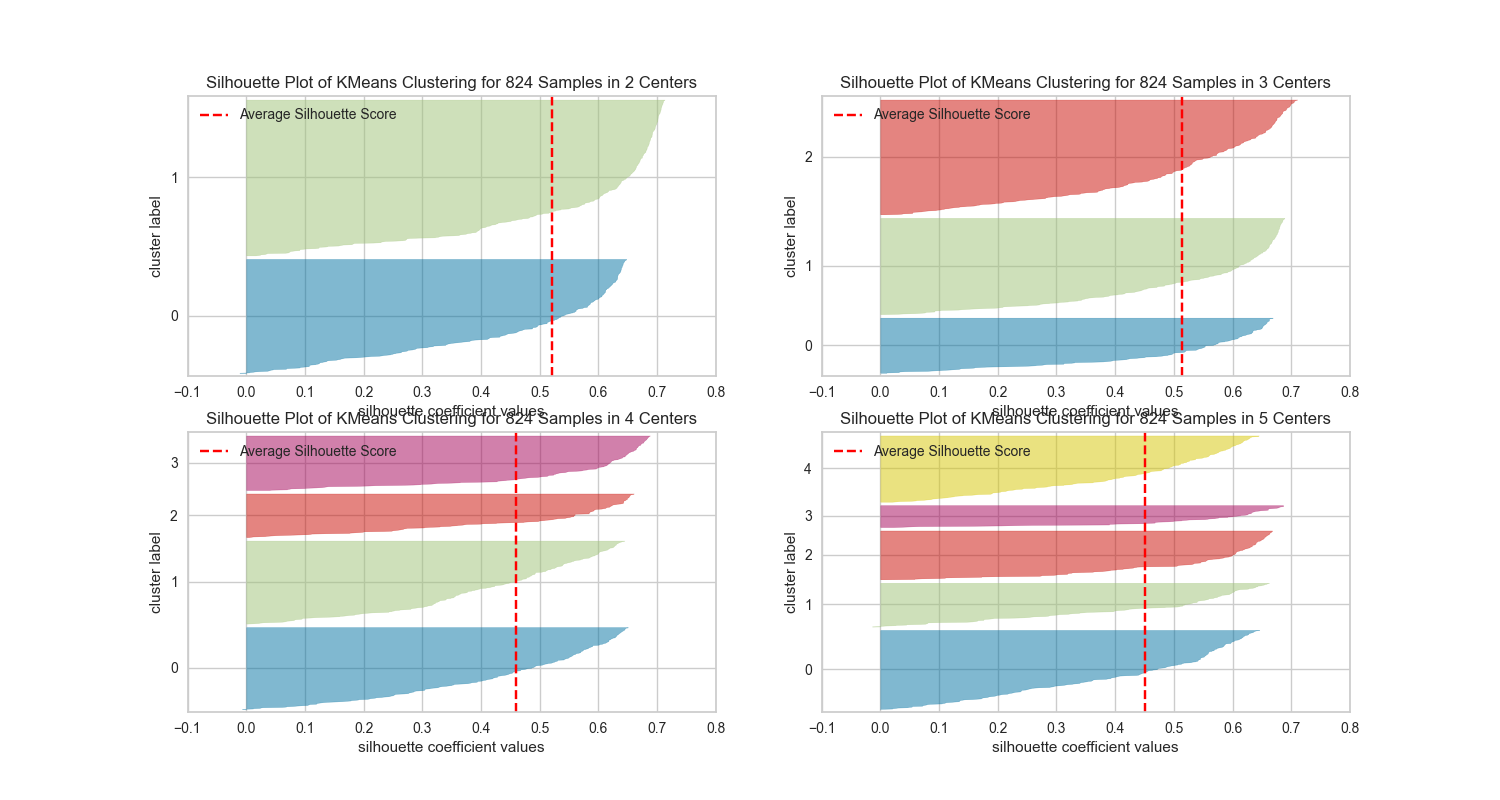 Silhouette Plot of KMeans Clustering for 824 Samples in 2 Centers
Average Silhouette Score
cluster label
1
0
−0.1 0.0 0.1 0.2 0.3 0.4 0.5 0.6 0.7 0.8
silhouette coefficient values
Silhouette Plot of KMeans Clustering for 824 Samples in 3 Centers
Average Silhouette Score
cluster label
2
1
0
−0.1 0.0 0.1 0.2 0.3 0.4 0.5 0.6 0.7 0.8
silhouette coefficient values
Silhouette Plot of KMeans Clustering for 824 Samples in 4 Centers
Average Silhouette Score
cluster label
3
2
1
0
−0.1 0.0 0.1 0.2 0.3 0.4 0.5 0.6 0.7 0.8
silhouette coefficient values
Silhouette Plot of KMeans Clustering for 824 Samples in 5 Centers
Average Silhouette Score
cluster label
4
3
2
1
0
−0.1 0.0 0.1 0.2 0.3 0.4 0.5 0.6 0.7 0.8
silhouette coefficient values